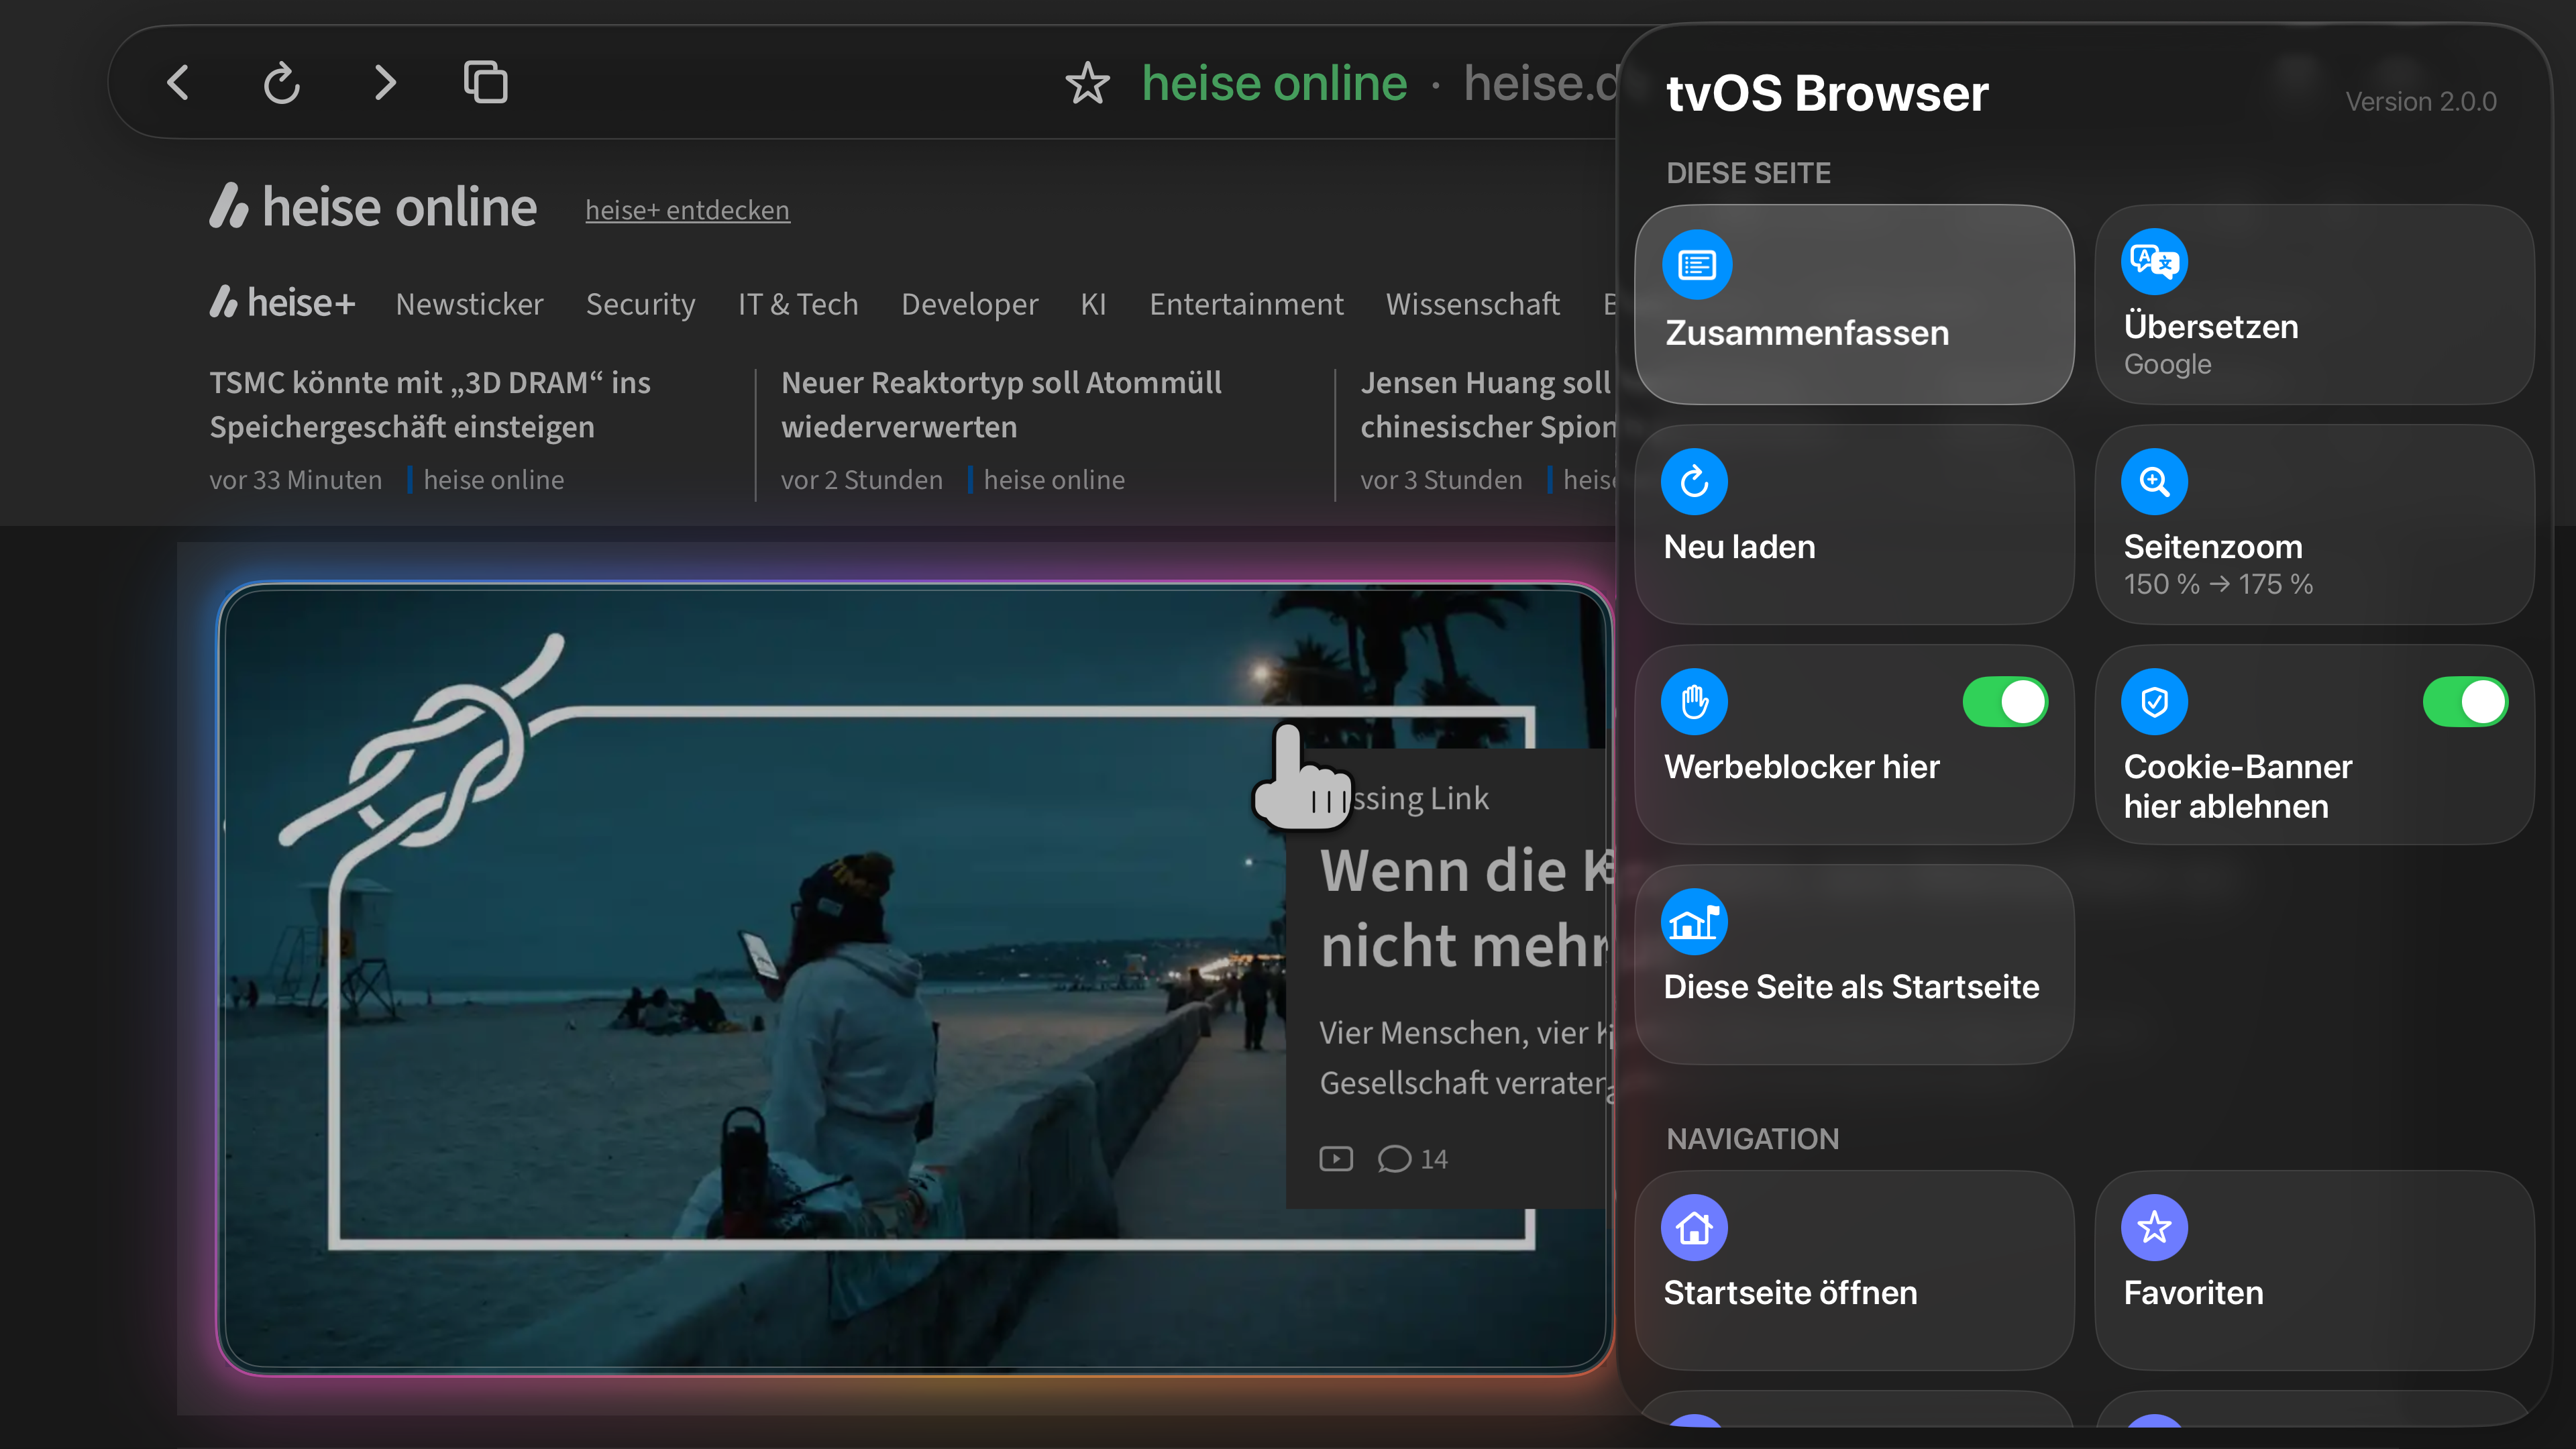 heise online · heise.d
heise online
heise+ entdecken
heise+ Newsticker Security IT & Tech Developer KI Entertainment Wissenschaft
TSMC könnte mit „3D DRAM“ ins
Speichergeschäft einsteigen
vor 33 Minuten heise online
Neuer Reaktortyp soll Atommüll
wiederverwerten
vor 2 Stunden heise online
Jensen Huang soll
chinesischer Spion
vor 3 Stunden heise
ssing Link
Wenn die K
nicht mehr
Vier Menschen, vier K
Gesellschaft verraten
14
tvOS Browser
Version 2.0.0
DIESE SEITE
Zusammenfassen
Übersetzen
Google
Neu laden
Seitenzoom
150 % → 175 %
Werbeblocker hier
Cookie-Banner
hier ablehnen
Diese Seite als Startseite
NAVIGATION
Startseite öffnen
Favoriten